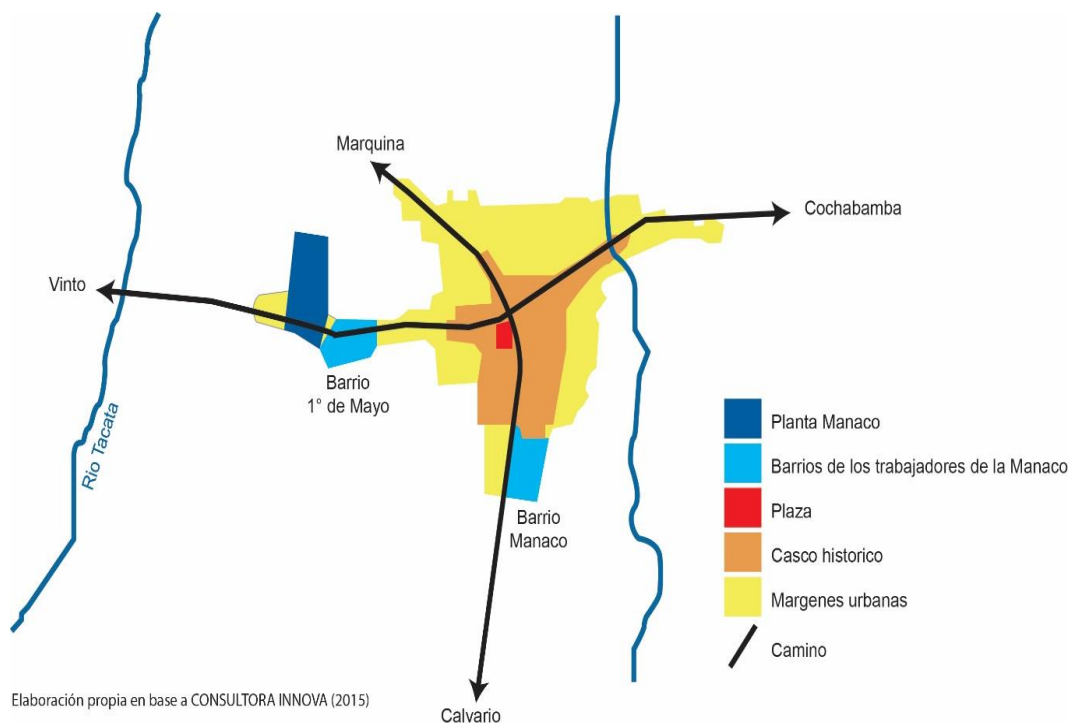 Marquina
Cochabamba
Vinto
Barrio
1° de Mayo
Rio Tacata
Barrio
Manaco
Calvario
Planta Manaco
Barrios de los trabajadores de la Manaco
Plaza
Casco historico
Margenes urbanas
Camino
Elaboración propia en base a CONSULTORA INNOVA (2015)